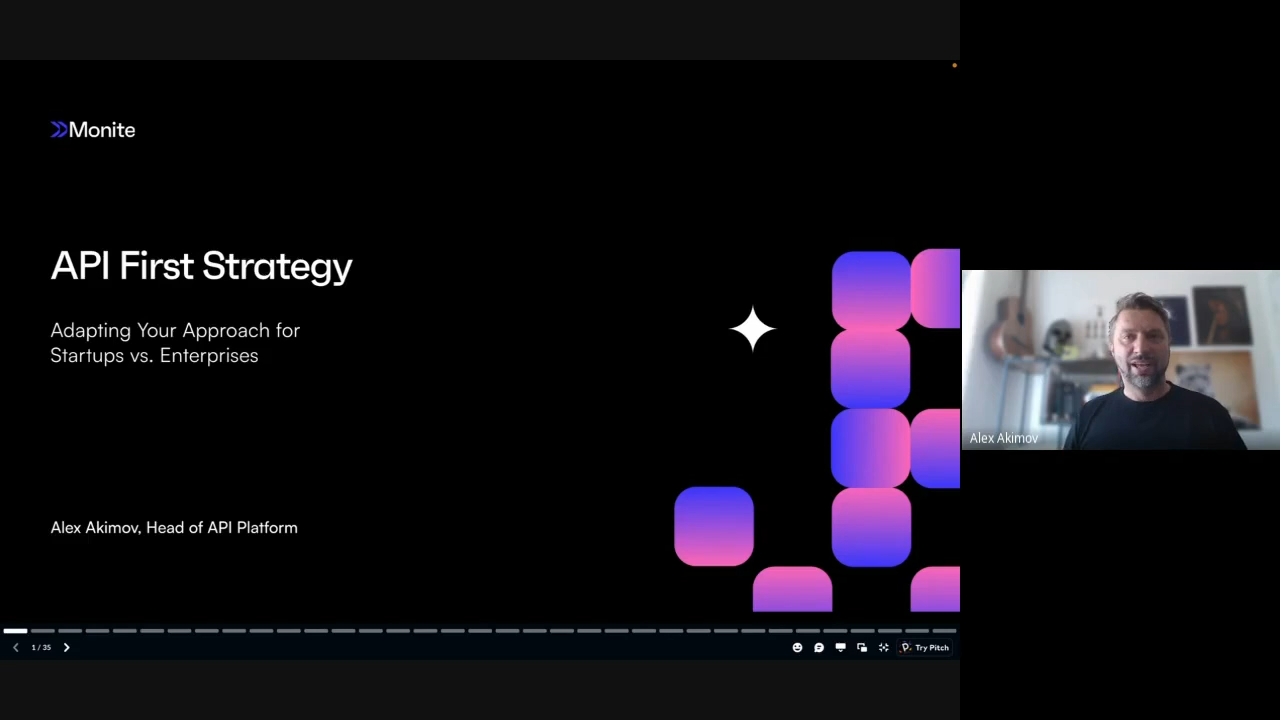 Monite
API First Strategy
Adapting Your Approach for
Startups vs. Enterprises
Alex Akimov, Head of API Platform
1 / 35
Try Pitch
Alex Akimov